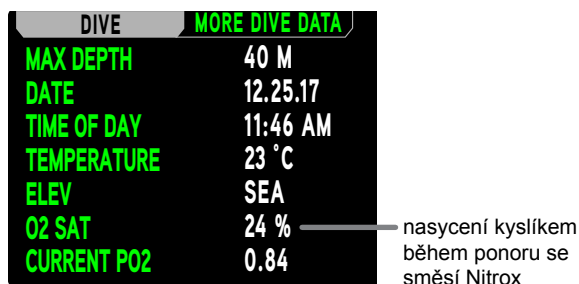 DIVE MORE DIVE DATA
MAX DEPTH 40 M
DATE 12.25.17
TIME OF DAY 11:46 AM
TEMPERATURE 23 °C
ELEV SEA
O2 SAT 24 %
CURRENT PO2 0.84
nasycení kyslíkem
během ponoru se
směsí Nitrox